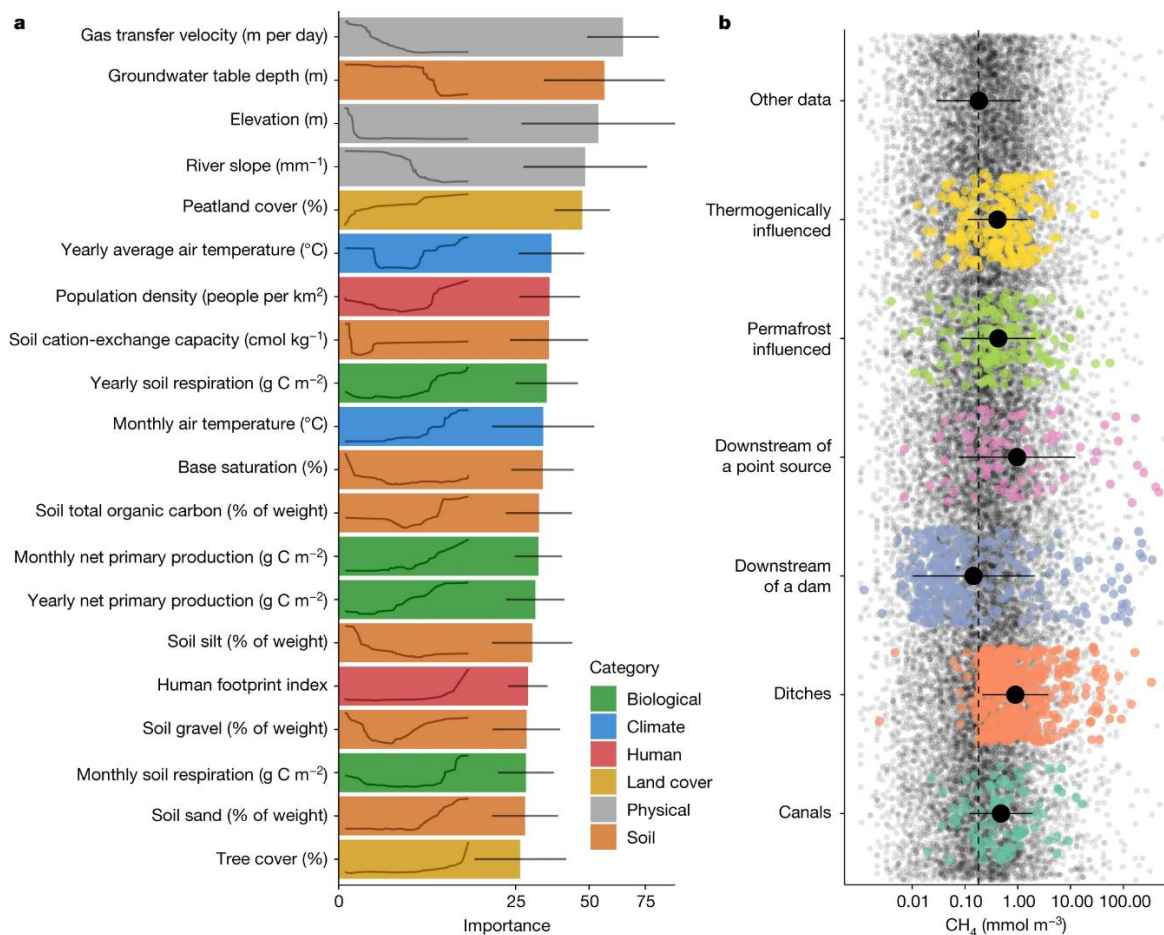 a
Gas transfer velocity (m per day)
Groundwater table depth (m)
Elevation (m)
River slope (mm⁻¹)
Peatland cover (%)
Yearly average air temperature (°C)
Population density (people per km²)
Soil cation-exchange capacity (cmol kg⁻¹)
Yearly soil respiration (g C m⁻²)
Monthly air temperature (°C)
Base saturation (%)
Soil total organic carbon (% of weight)
Monthly net primary production (g C m⁻²)
Yearly net primary production (g C m⁻²)
Soil silt (% of weight)
Human footprint index
Soil gravel (% of weight)
Monthly soil respiration (g C m⁻²)
Soil sand (% of weight)
Tree cover (%)
0 25 50 75
Importance
Category
Biological
Climate
Human
Land cover
Physical
Soil
b
Other data
Thermogenically
influenced
Permafrost
influenced
Downstream of
a point source
Downstream
of a dam
Ditches
Canals
0.01 0.10 1.00 10.00 100.00
CH₄ (mmol m⁻³)